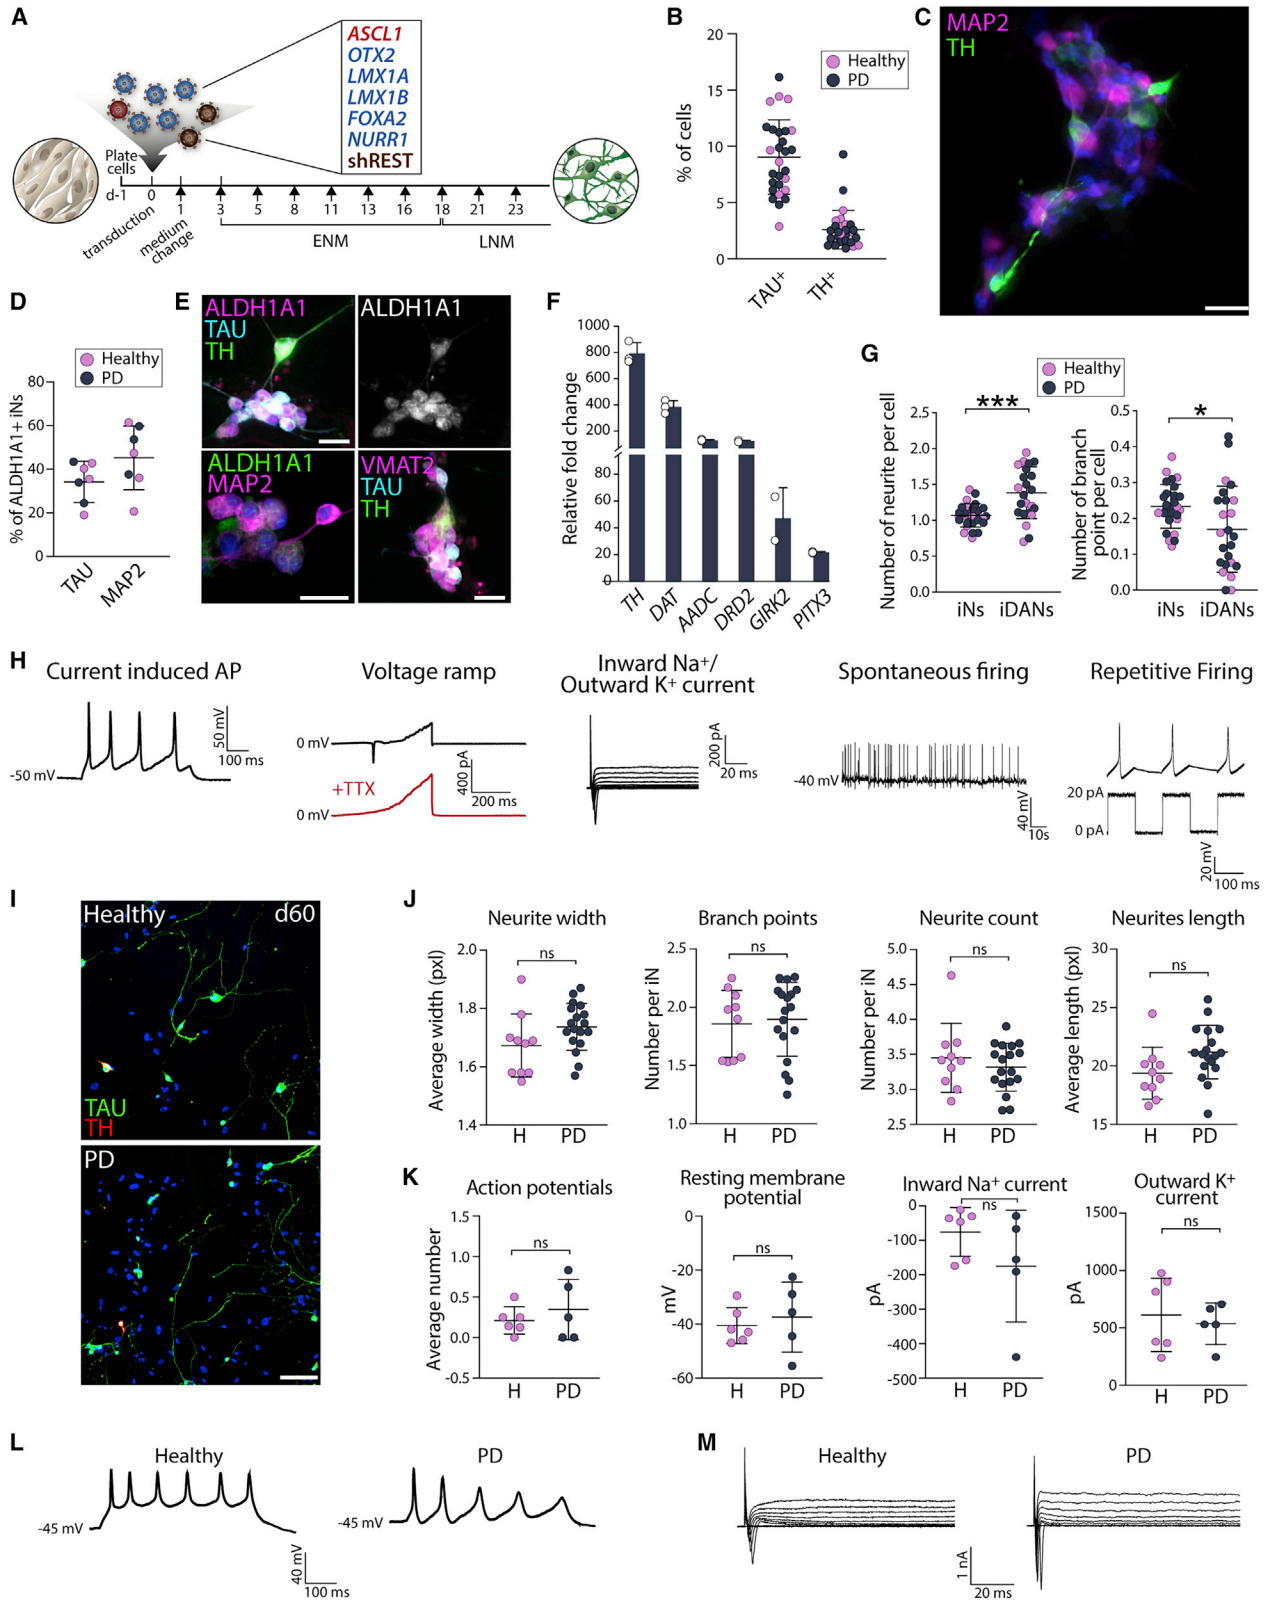 A
ASCL1
OTX2
LMX1A
LMX1B
FOXA2
NURR1
shREST
Plate
cells
d-1 0 1 3 5 8 11 13 16 18 21 23
transduction
medium
change
ENM
LNM
B
% of cells
20
15
10
5
0
Healthy
PD
TAU+
TH+
C
MAP2
TH
D
Healthy
PD
% of ALDH1A1+ iNs
80
60
40
20
0
TAU
MAP2
E
ALDH1A1
TAU
TH
ALDH1A1
ALDH1A1
MAP2
VMAT2
TAU
TH
F
Relative fold change
1000
800
600
400
200
80
60
40
20
0
TH
DAT
AADC
DRD2
GIRK2
PITX3
G
Healthy
PD
Number of neurite per cell
2.5
2.0
1.5
1.0
0.5
0.0
***
iNs
iDANs
Number of branch
point per cell
0.5
0.4
0.3
0.2
0.1
0.0
*
iNs
iDANs
H
Current induced AP
-50 mV
50 mV
100 ms
Voltage ramp
0 mV
+TTX
0 mV
400 pA
200 ms
Inward Na+/
Outward K+ current
200 pA
20 ms
Spontaneous firing
-40 mV
40 mV
10s
Repetitive Firing
20 pA
0 pA
20 mV
100 ms
I
Healthy
d60
TAU
TH
PD
J
Neurite width
Average width (pxl)
2.0
1.8
1.6
1.4
ns
H
PD
Branch points
Number per iN
2.5
2.0
1.5
1.0
ns
H
PD
Neurite count
Number per iN
5.0
4.5
4.0
3.5
3.0
2.5
ns
H
PD
Neurites length
Average length (pxl)
30
25
20
15
ns
H
PD
K
Action potentials
Average number
1.5
1.0
0.5
0.0
-0.5
ns
H
PD
Resting membrane
potential
mV
0
-20
-40
-60
ns
H
PD
Inward Na+ current
pA
0
-100
-200
-300
-400
-500
ns
H
PD
Outward K+
current
pA
1500
1000
500
0
ns
H
PD
L
Healthy
-45 mV
40 mV
100 ms
PD
-45 mV
M
Healthy
1 nA
20 ms
PD